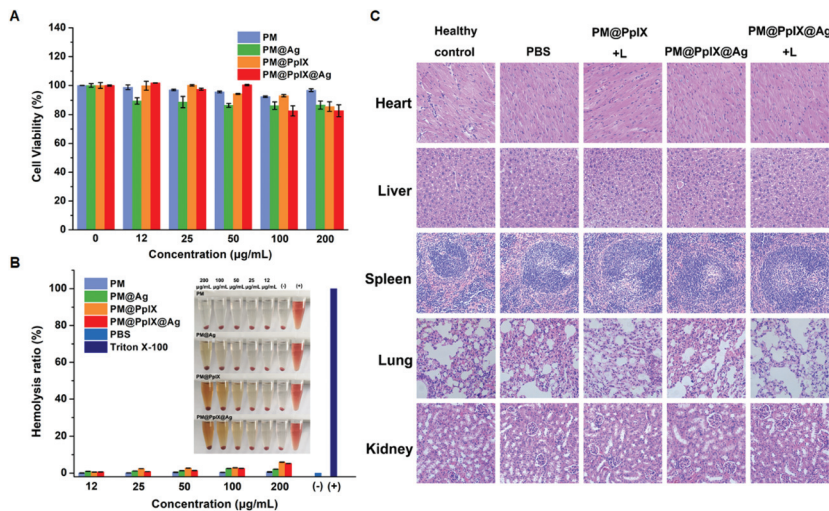 A
PM
PM@Ag
PM@PpIX
PM@PpIX@Ag
Cell Viability (%)
140
120
100
80
60
40
20
0
0 12 25 50 100 200
Concentration (μg/mL)
B
PM
PM@Ag
PM@PpIX
PM@PpIX@Ag
PBS
Triton X-100
200 100 50 25 12 (-) (+)
μg/mL μg/mL μg/mL μg/mL μg/mL
PM
PM@Ag
PM@PpIX
PM@PpIX@Ag
Hemolysis ratio (%)
100
80
60
40
20
0
12 25 50 100 200 (-) (+)
Concentration (μg/mL)
C
Healthy control
PBS
PM@PpIX +L
PM@PpIX@Ag
PM@PpIX@Ag +L
Heart
Liver
Spleen
Lung
Kidney